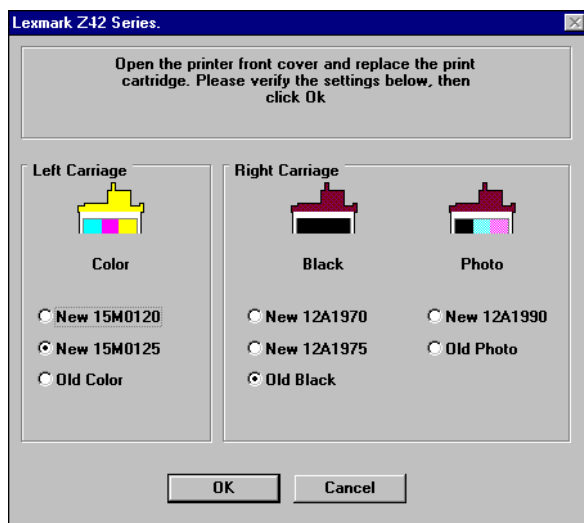 Lexmark Z42 Series.
Open the printer front cover and replace the print
cartridge. Please verify the settings below, then
click Ok
Left Carriage
Color
New 15M0120
New 15M0125
Old Color
Right Carriage
Black
Photo
New 12A1970
New 12A1990
New 12A1975
Old Photo
Old Black
OK
Cancel